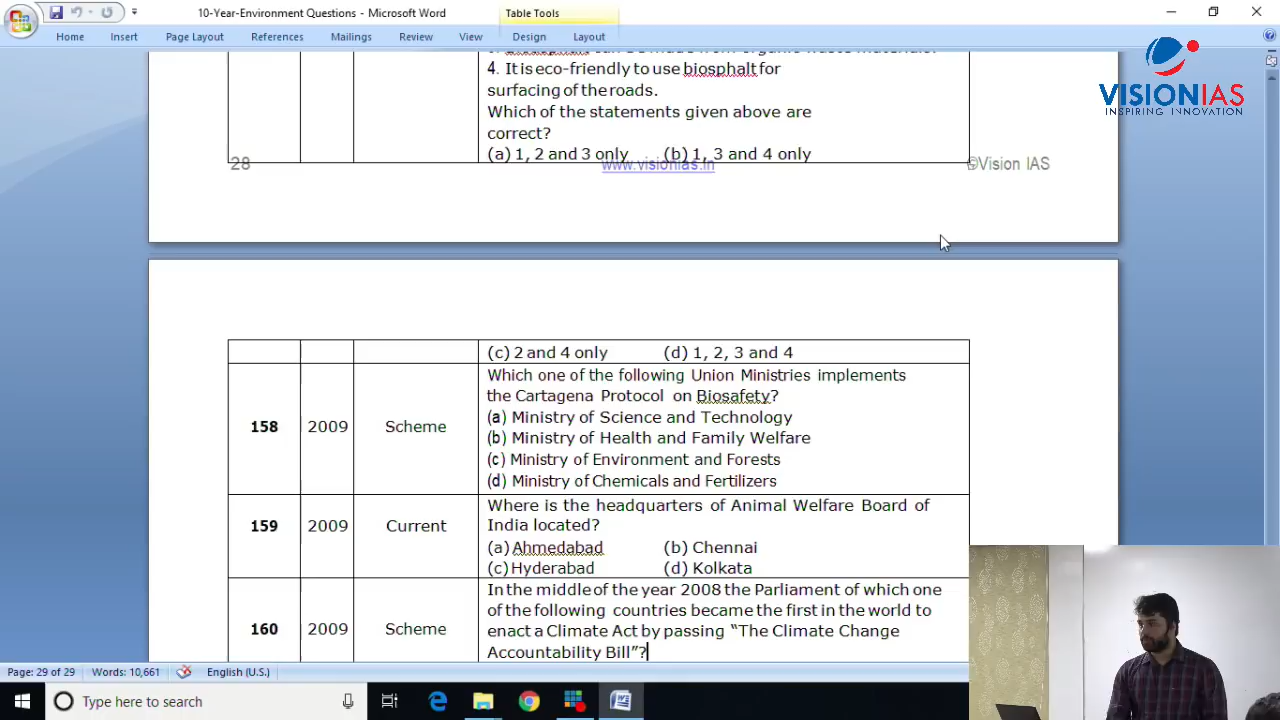 10-Year-Environment Questions - Microsoft Word
Table Tools
Home Insert Page Layout References Mailings Review View Design Layout
VISIONIAS
INSPIRING INNOVATION
can be made from organic waste materials.
4. It is eco-friendly to use biosphalt for
surfacing of the roads.
Which of the statements given above are
correct?
(a) 1, 2 and 3 only (b) 1, 3 and 4 only
28 www.visionias.in ©Vision IAS
(c) 2 and 4 only (d) 1, 2, 3 and 4
158 2009 Scheme
Which one of the following Union Ministries implements
the Cartagena Protocol on Biosafety?
(a) Ministry of Science and Technology
(b) Ministry of Health and Family Welfare
(c) Ministry of Environment and Forests
(d) Ministry of Chemicals and Fertilizers
159 2009 Current
Where is the headquarters of Animal Welfare Board of
India located?
(a) Ahmedabad (b) Chennai
(c) Hyderabad (d) Kolkata
160 2009 Scheme
In the middle of the year 2008 the Parliament of which one
of the following countries became the first in the world to
enact a Climate Act by passing “The Climate Change
Accountability Bill”?
Page: 29 of 29 Words: 10,661 English (U.S.)
Type here to search